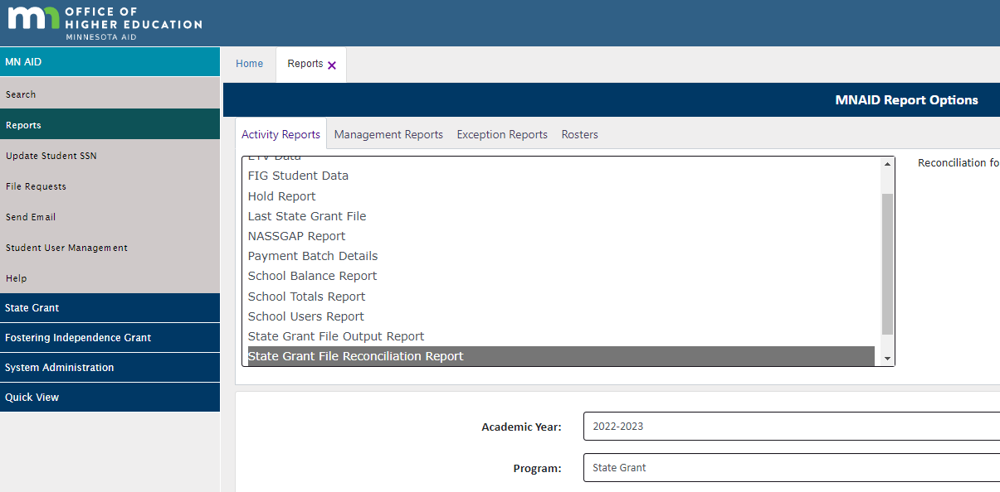 mn OFFICE OF
HIGHER EDUCATION
MINNESOTA AID
MN AID
Search
Reports
Update Student SSN
File Requests
Send Email
Student User Management
Help
State Grant
Fostering Independence Grant
System Administration
Quick View
Home
Reports
MNAID Report Options
Activity Reports Management Reports Exception Reports Rosters
ETV Data
FIG Student Data
Hold Report
Last State Grant File
NASSGAP Report
Payment Batch Details
School Balance Report
School Totals Report
School Users Report
State Grant File Output Report
State Grant File Reconciliation Report
Reconciliation fo
Academic Year: 2022-2023
Program: State Grant